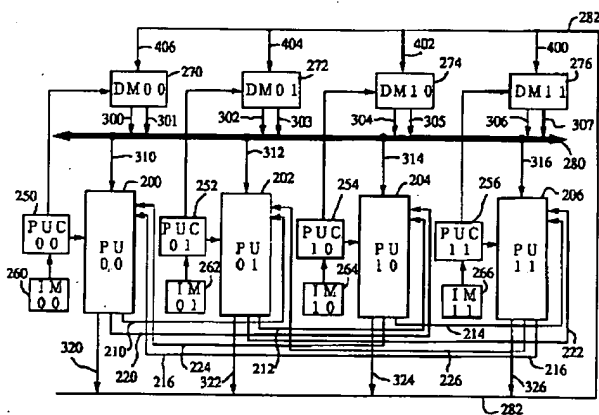 282
406 404 402 400
DM00 270 DM01 272 DM10 274 DM11 276
300 301 302 303 304 305 306 307
280
310 312 314 316
200 202 204 206
250 252 254 256
PUC 00 PUC 01 PUC 10 PUC 11
PU 0,0 PU 01 PU 10 PU 11
260 262 264 266
IM 00 IM 01 IM 10 IM 11
210 212 214 222
220 224 226 216
320 216 322 324 326
282